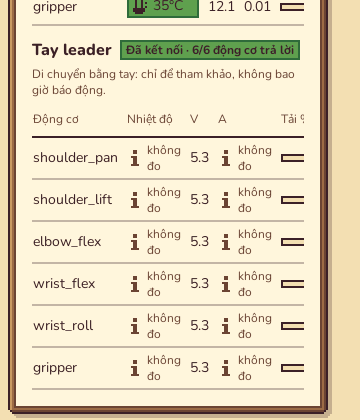 gripper 35°C 12.1 0.01
Tay leader Đã kết nối · 6/6 động cơ trả lời
Di chuyển bằng tay: chỉ để tham khảo, không bao
giờ báo động.
Động cơ Nhiệt độ V A Tải %
shoulder_pan không đo 5.3 không đo
shoulder_lift không đo 5.3 không đo
elbow_flex không đo 5.3 không đo
wrist_flex không đo 5.3 không đo
wrist_roll không đo 5.3 không đo
gripper không đo 5.3 không đo